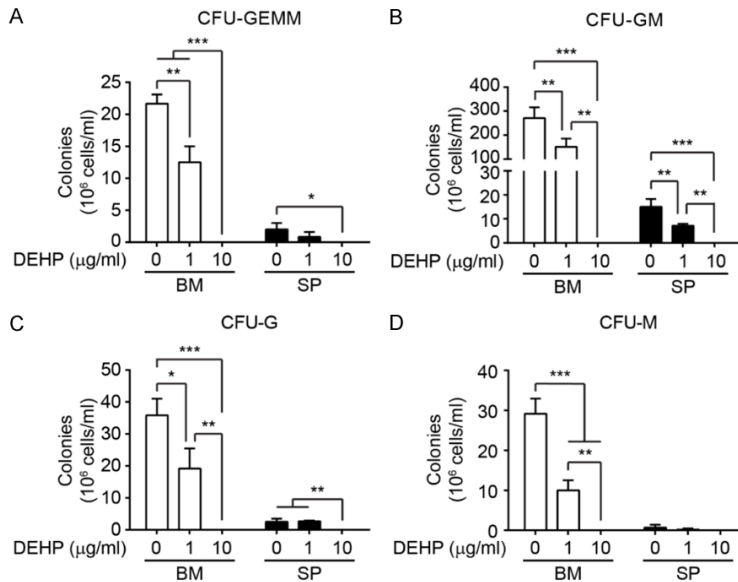 A
CFU-GEMM
***
**
*
25
20
15
10
5
0
Colonies
(10⁶ cells/ml)
DEHP (μg/ml) 0 1 10 0 1 10
BM SP
B
CFU-GM
***
**
**
***
**
**
400
300
200
100
20
10
0
Colonies
(10⁶ cells/ml)
DEHP (μg/ml) 0 1 10 0 1 10
BM SP
C
CFU-G
***
*
**
**
50
40
30
20
10
0
Colonies
(10⁶ cells/ml)
DEHP (μg/ml) 0 1 10 0 1 10
BM SP
D
CFU-M
***
**
40
30
20
10
0
Colonies
(10⁶ cells/ml)
DEHP (μg/ml) 0 1 10 0 1 10
BM SP